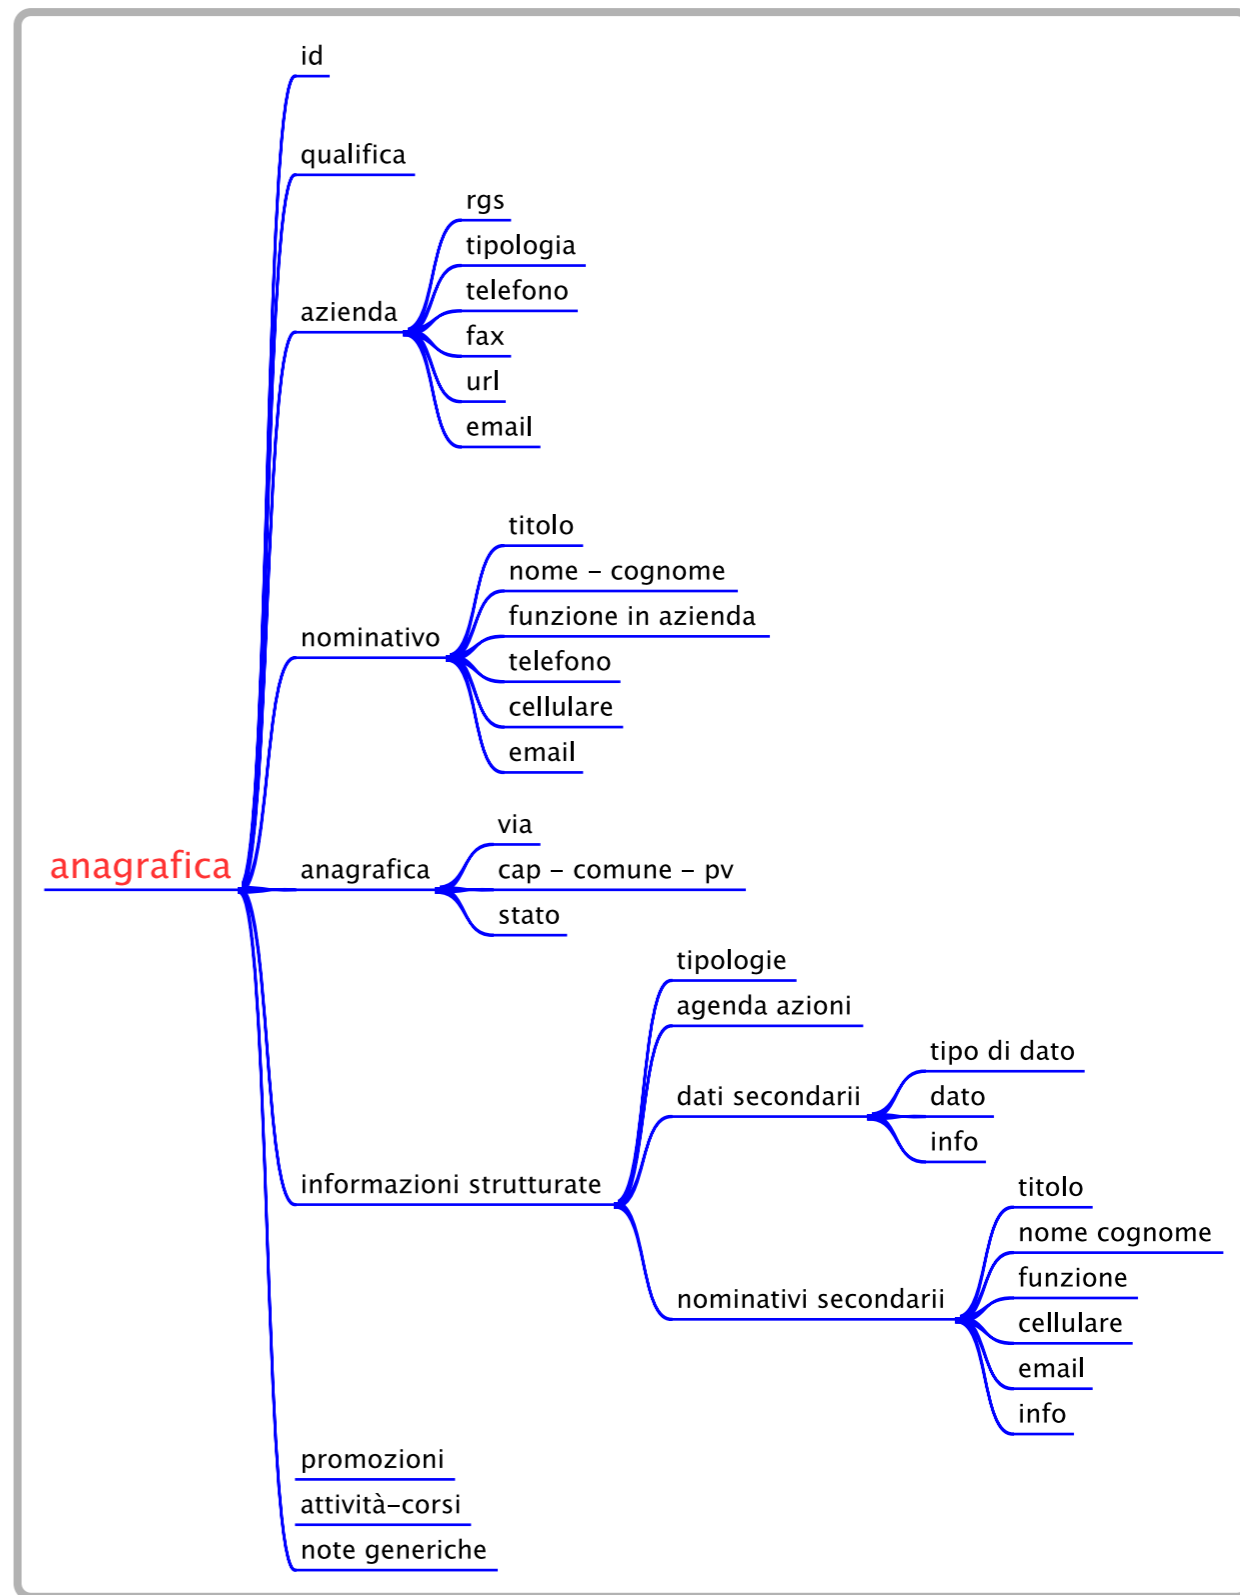 id
qualifica
azienda
rgs
tipologia
telefono
fax
url
email
nominativo
titolo
nome – cognome
funzione in azienda
telefono
cellulare
email
anagrafica
anagrafica
via
cap – comune – pv
stato
informazioni strutturate
tipologie
agenda azioni
dati secondarii
tipo di dato
dato
info
nominativi secondarii
titolo
nome cognome
funzione
cellulare
email
info
promozioni
attività–corsi
note generiche